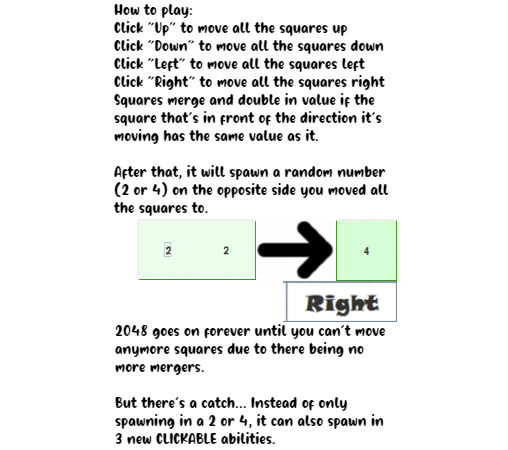 How to play:
Click "Up" to move all the squares up
Click "Down" to move all the squares down
Click "Left" to move all the squares left
Click "Right" to move all the squares right
Squares merge and double in value if the
square that's in front of the direction it's
moving has the same value as it.
After that, it will spawn a random number
(2 or 4) on the opposite side you moved all
the squares to.
2 2 4
Right
2048 goes on forever until you can't move
anymore squares due to there being no
more mergers.
But there's a catch... Instead of only
spawning in a 2 or 4, it can also spawn in
3 new CLICKABLE abilities.